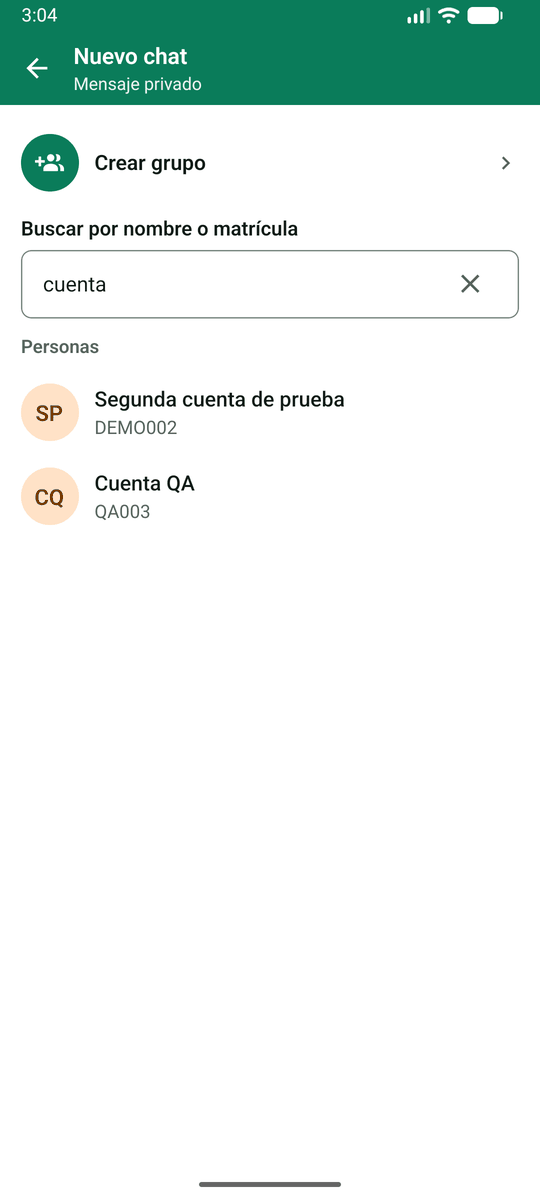 3:04
Nuevo chat
Mensaje privado
Crear grupo
Buscar por nombre o matrícula
cuenta
Personas
SP
Segunda cuenta de prueba
DEMO002
CQ
Cuenta QA
QA003